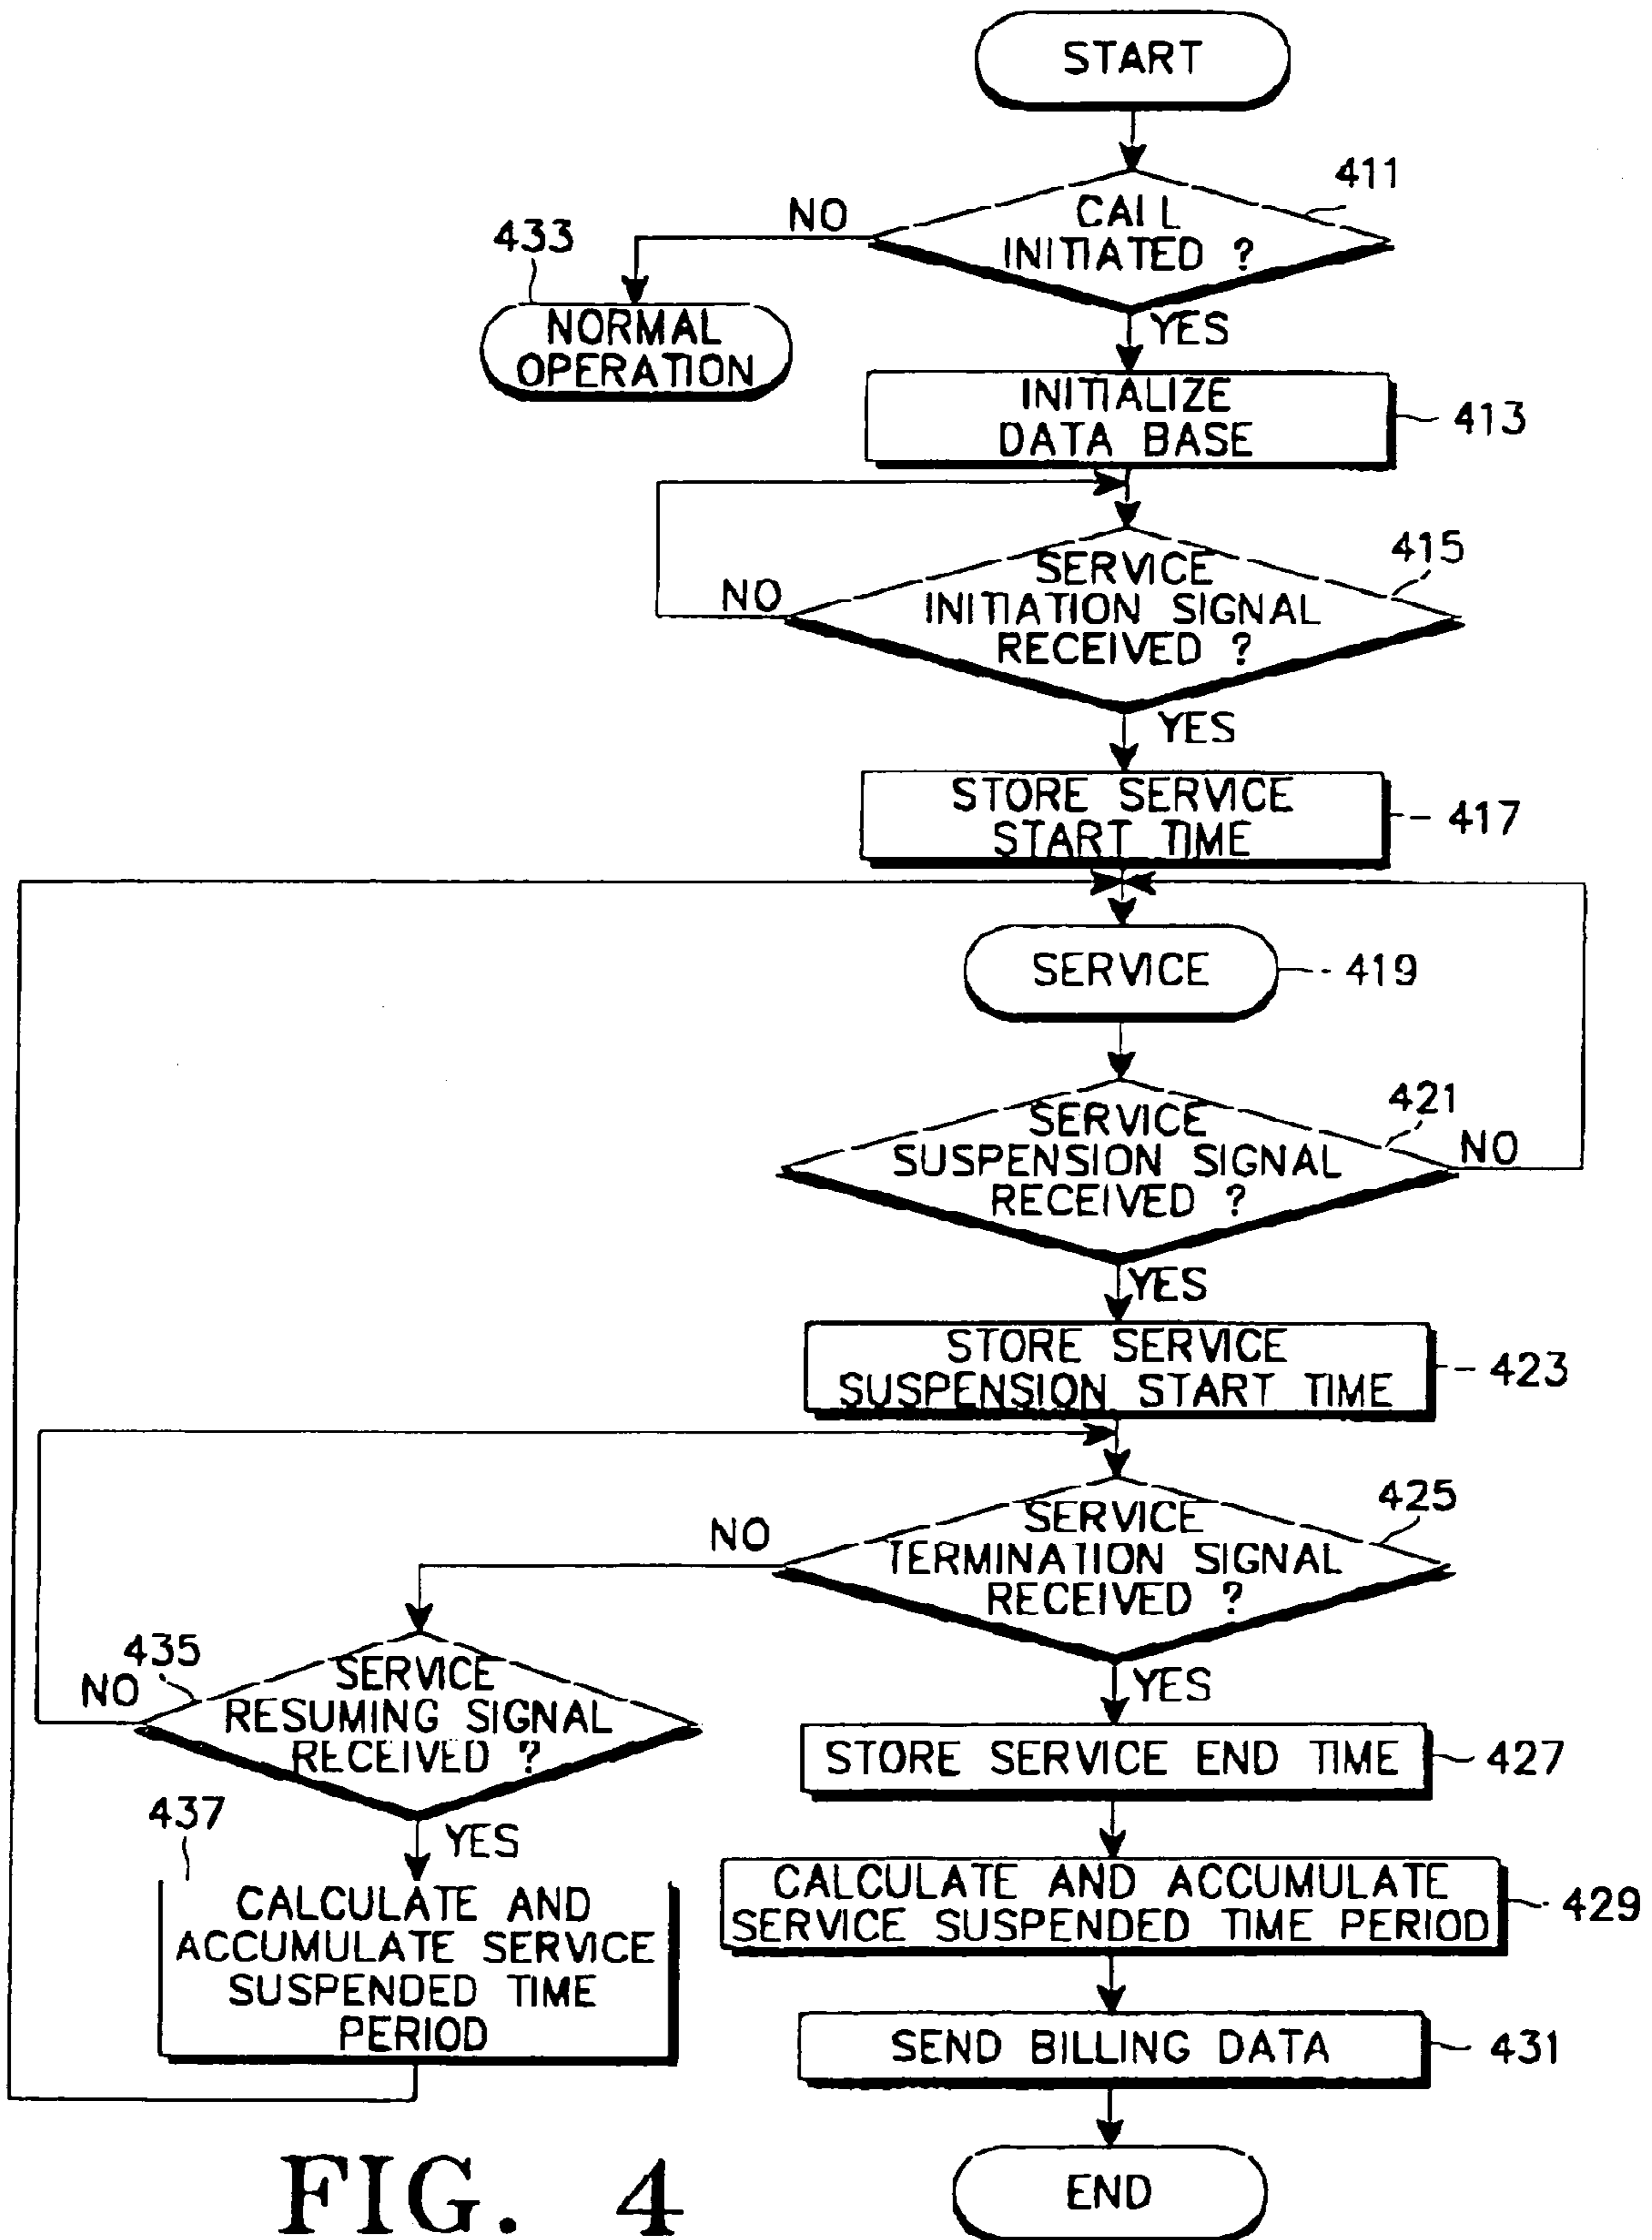 START
411
CALL
INITIATED ?
NO
YES
433
NORMAL
OPERATION
INITIALIZE
DATA BASE
413
415
SERVICE
INITIATION SIGNAL
RECEIVED ?
NO
YES
STORE SERVICE
START TIME
417
SERVICE
419
421
SERVICE
SUSPENSION SIGNAL
RECEIVED ?
NO
YES
STORE SERVICE
SUSPENSION START TIME
423
425
SERVICE
TERMINATION SIGNAL
RECEIVED ?
NO
YES
435
SERVICE
RESUMING SIGNAL
RECEIVED ?
NO
YES
STORE SERVICE END TIME
427
437
CALCULATE AND
ACCUMULATE SERVICE
SUSPENDED TIME
PERIOD
CALCULATE AND ACCUMULATE
SERVICE SUSPENDED TIME PERIOD
429
SEND BILLING DATA
431
END
FIG. 4